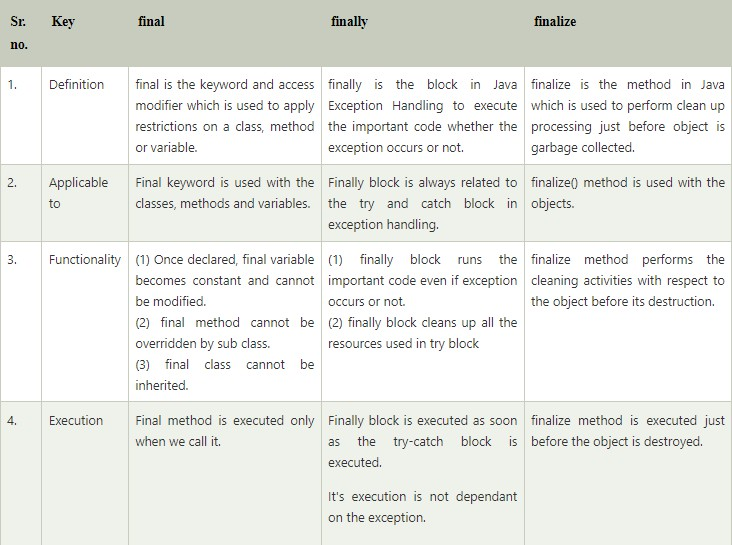 Sr.
no.
Key
final
finally
finalize
1.
Definition
final is the keyword and access
modifier which is used to apply
restrictions on a class, method
or variable.
finally is the block in Java
Exception Handling to execute
the important code whether the
exception occurs or not.
finalize is the method in Java
which is used to perform clean up
processing just before object is
garbage collected.
2.
Applicable
to
Final keyword is used with the
classes, methods and variables.
Finally block is always related to
the try and catch block in
exception handling.
finalize() method is used with the
objects.
3.
Functionality
(1) Once declared, final variable
becomes constant and cannot
be modified.
(2) final method cannot be
overridden by sub class.
(3) final class cannot be
inherited.
(1) finally block runs the
important code even if exception
occurs or not.
(2) finally block cleans up all the
resources used in try block
finalize method performs the
cleaning activities with respect to
the object before its destruction.
4.
Execution
Final method is executed only
when we call it.
Finally block is executed as soon
as the try-catch block is
executed.
It's execution is not dependant
on the exception.
finalize method is executed just
before the object is destroyed.